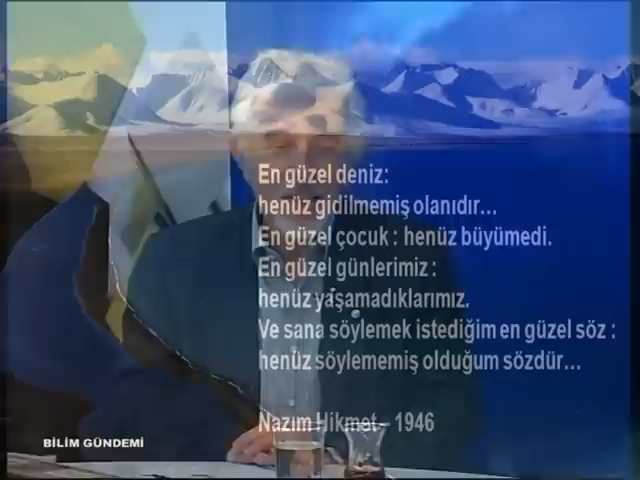 En güzel deniz:
henüz gidilmemiş olanıdır...
En güzel çocuk : henüz büyümedi.
En güzel günlerimiz :
henüz yaşamadıklarımız.
Ve sana söylemek istediğim en güzel söz :
henüz söylememiş olduğum sözdür...
Nazım Hikmet - 1946
BİLİM GÜNDEMİ